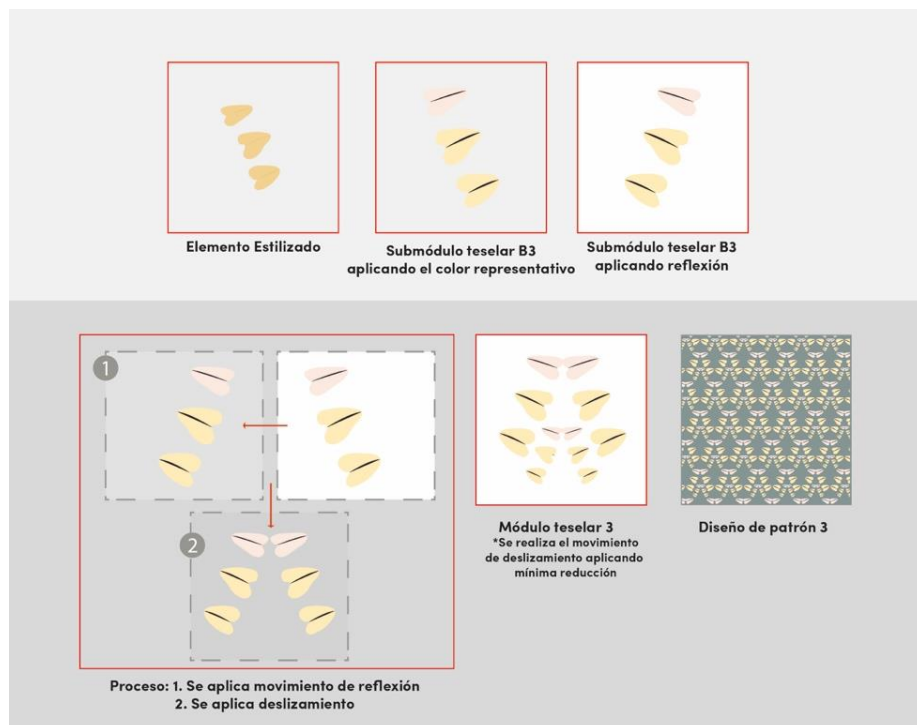 Elemento Estilizado
Submódulo teselar B3
aplicando el color representativo
Submódulo teselar B3
aplicando reflexión
1
2
Proceso: 1. Se aplica movimiento de reflexión
2. Se aplica deslizamiento
Módulo teselar 3
*Se realiza el movimiento
de deslizamiento aplicando
mínima reducción
Diseño de patrón 3